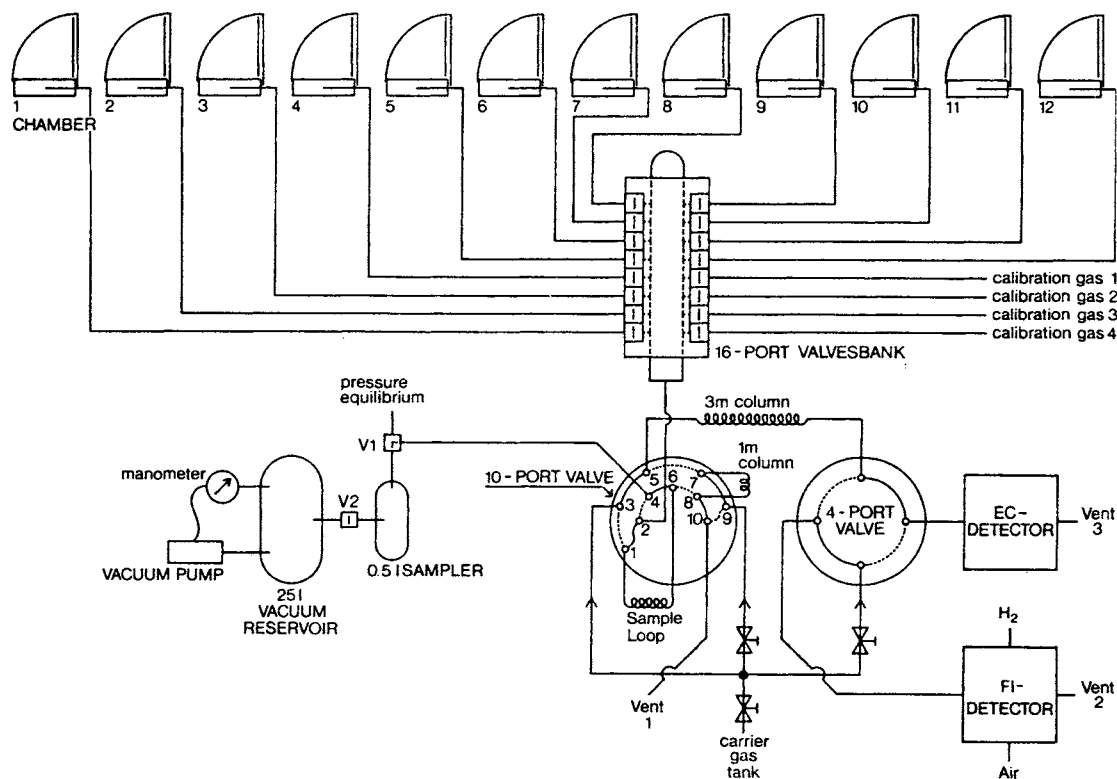 1
2
3
4
5
6
7
8
9
10
11
12
CHAMBER
calibration gas 1
calibration gas 2
calibration gas 3
calibration gas 4
16-PORT VALVESBANK
pressure
equilibrium
3m column
V1
r
1m
column
manometer
10-PORT VALVE
5
6
7
4
8
3
V2
2
10
9
4-PORT
VALVE
EC-
DETECTOR
Vent
3
1
VACUUM PUMP
0.5 l SAMPLER
25 l
VACUUM
RESERVOIR
Sample
Loop
H2
FI-
DETECTOR
Vent
2
Vent
1
carrier
gas
tank
Air